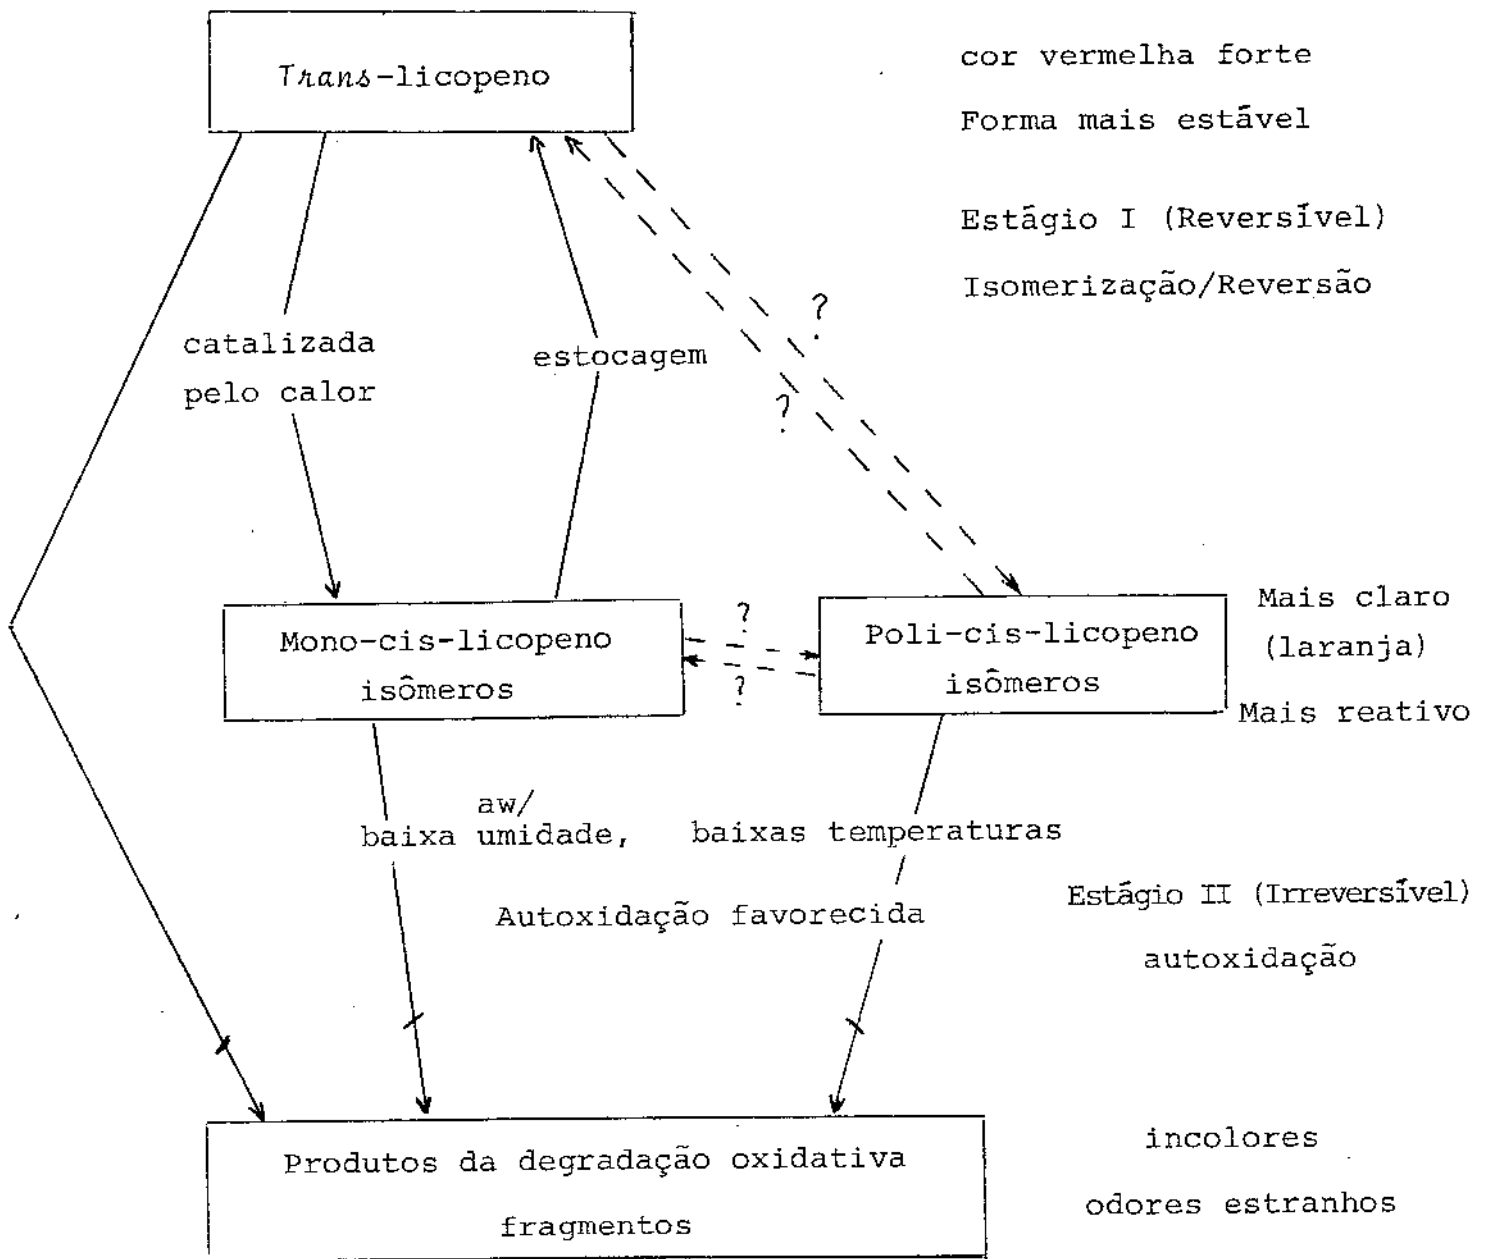 Trans-licopeno
cor vermelha forte
Forma mais estável
Estágio I (Reversível)
Isomerização/Reversão
?
catalizada
pelo calor
estocagem
?
Mono-cis-licopeno
isômeros
?
?
Poli-cis-licopeno
isômeros
Mais claro
(laranja)
Mais reativo
aw/
baixa umidade, baixas temperaturas
Autoxidação favorecida
Estágio II (Irreversível)
autoxidação
Produtos da degradação oxidativa
fragmentos
incolores
odores estranhos